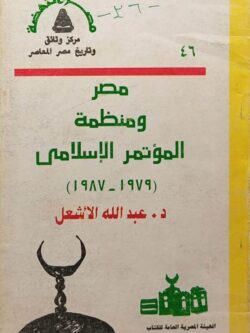 - ٢٦ -
مركز وثائق
وتاريخ مصر المعاصر
٤٦
مصر
ومنظمة
المؤتمر الإسلامى
(١٩٧٩ - ١٩٨٧)
د. عبد الله الأشعل
الهيئة المصرية العامة للكتاب